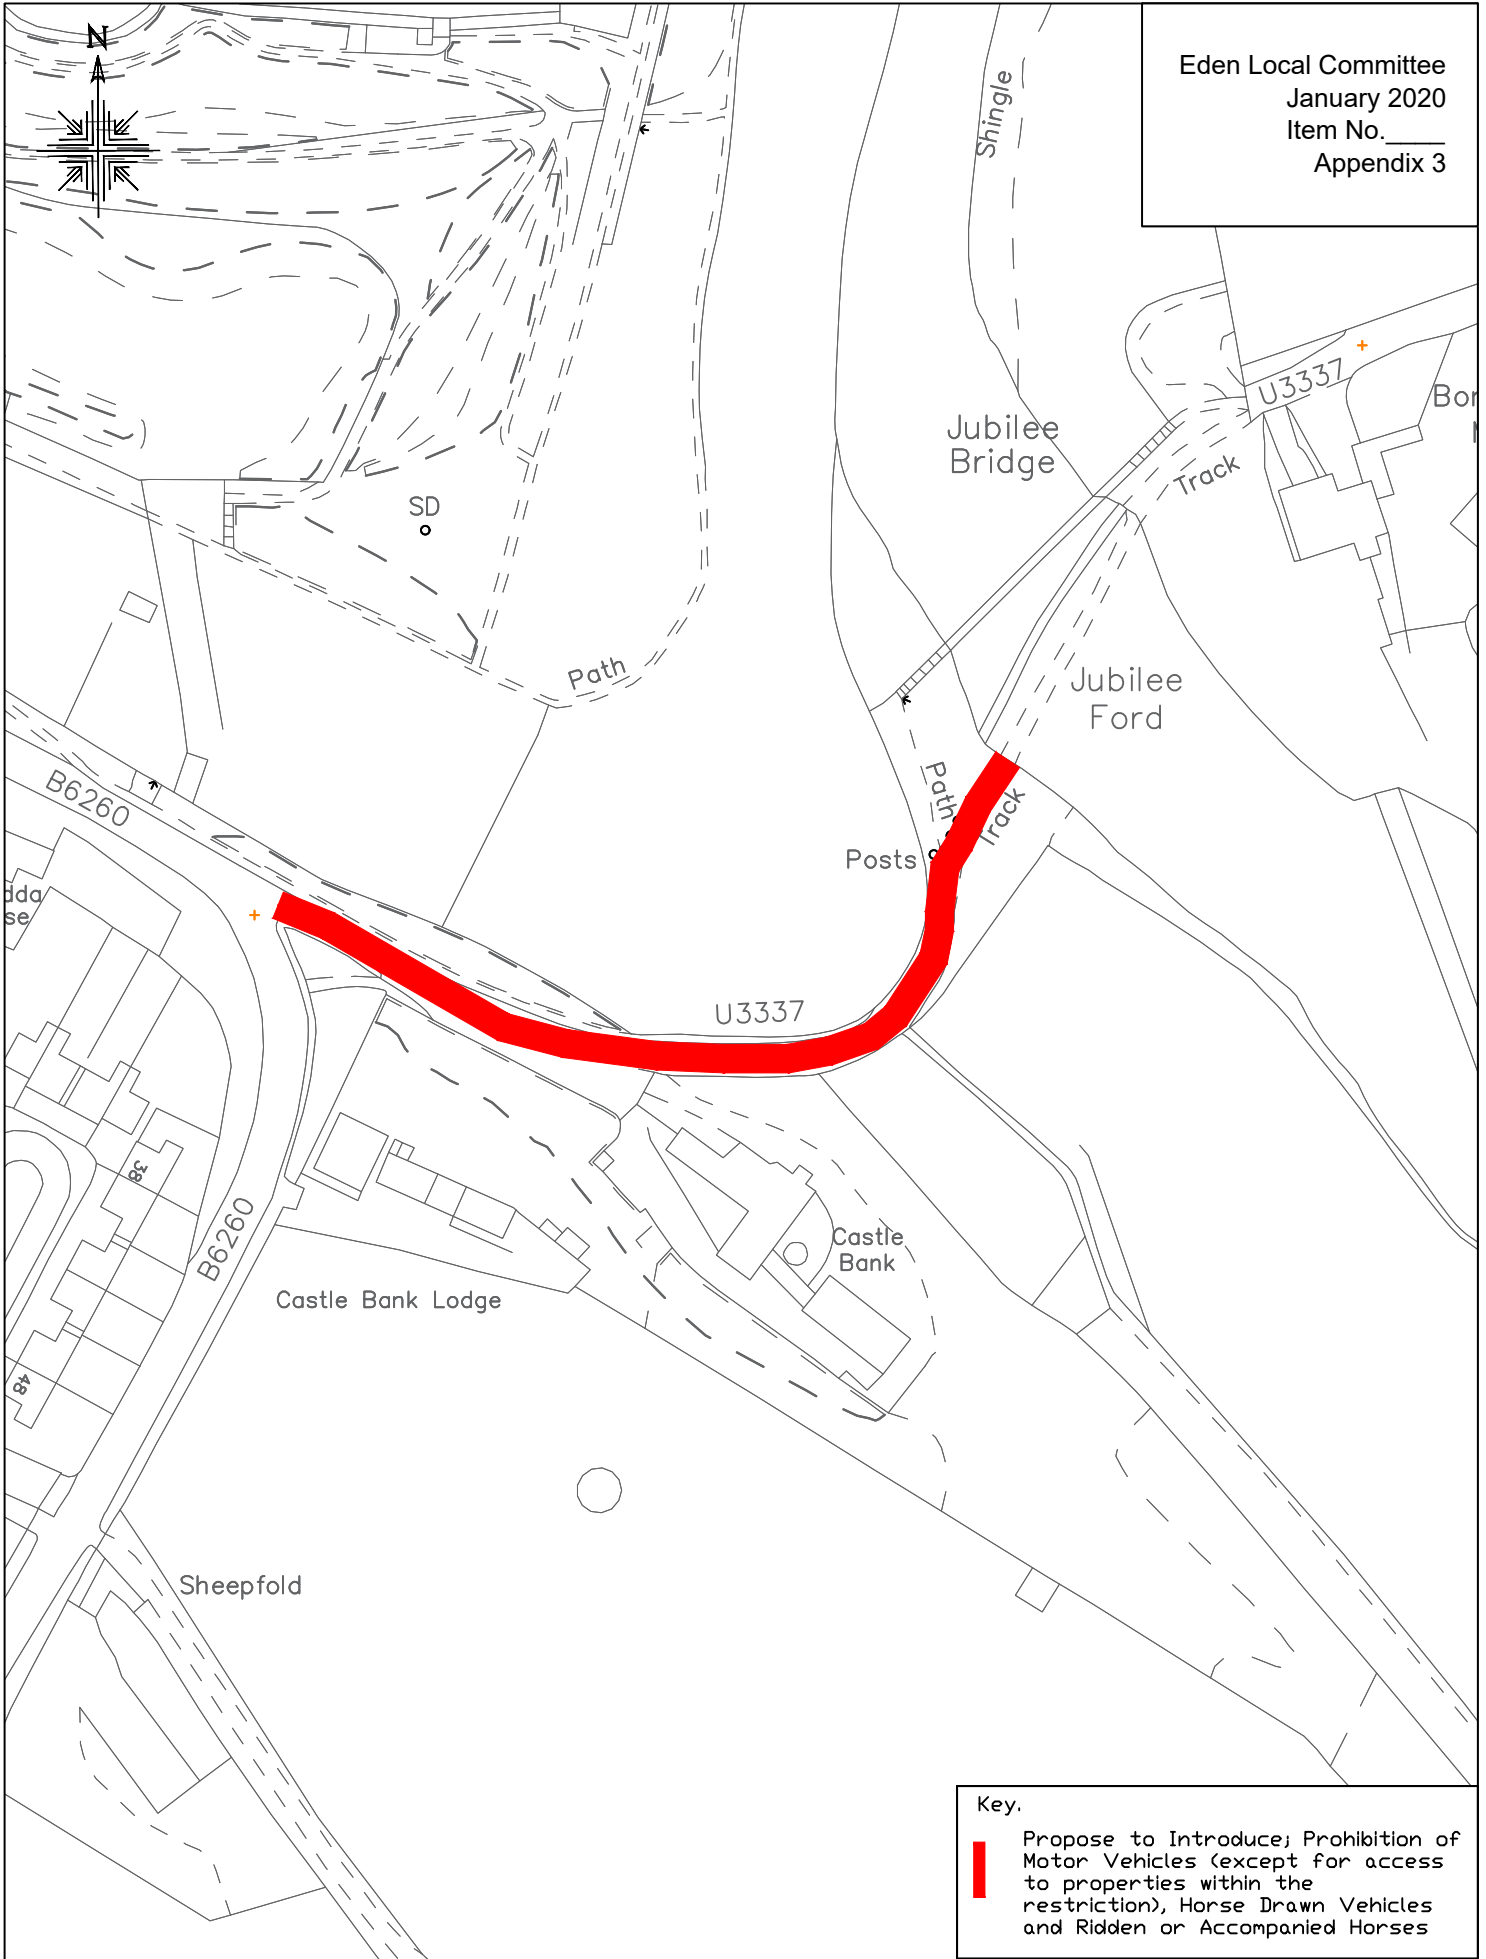 N
Eden Local Committee
January 2020
Item No.____
Appendix 3
Shingle
U3337
Jubilee
Bridge
Track
SD
Path
Jubilee
Ford
B6260
Path
Track
Posts
U3337
38
B6260
Castle
Bank
Castle Bank Lodge
48
Sheepfold
Key.
Propose to Introduce; Prohibition of
Motor Vehicles (except for access
to properties within the
restriction), Horse Drawn Vehicles
and Ridden or Accompanied Horses